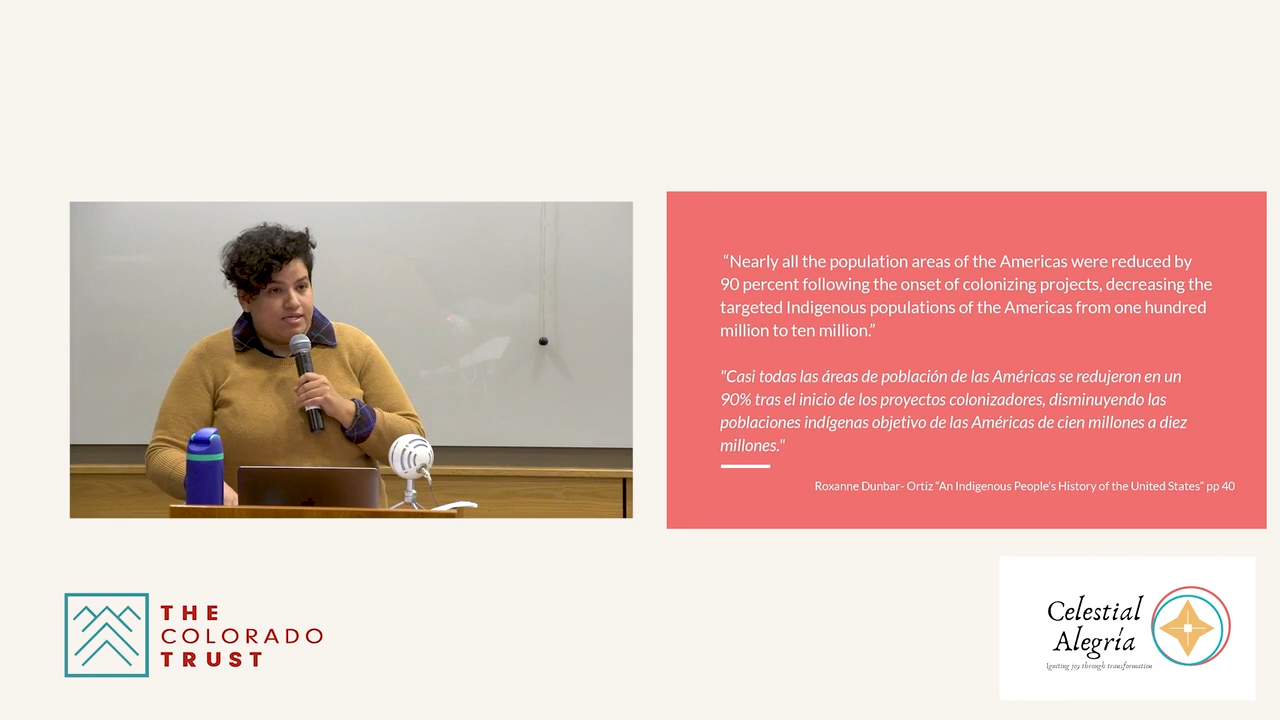 “Nearly all the population areas of the Americas were reduced by
90 percent following the onset of colonizing projects, decreasing the
targeted Indigenous populations of the Americas from one hundred
million to ten million.”
"Casi todas las áreas de población de las Américas se redujeron en un
90% tras el inicio de los proyectos colonizadores, disminuyendo las
poblaciones indígenas objetivo de las Américas de cien millones a diez
millones."
Roxanne Dunbar- Ortiz “An Indigenous People’s History of the United States” pp 40
THE
COLORADO
TRUST
Celestial
Alegría
Igniting joy through transformation